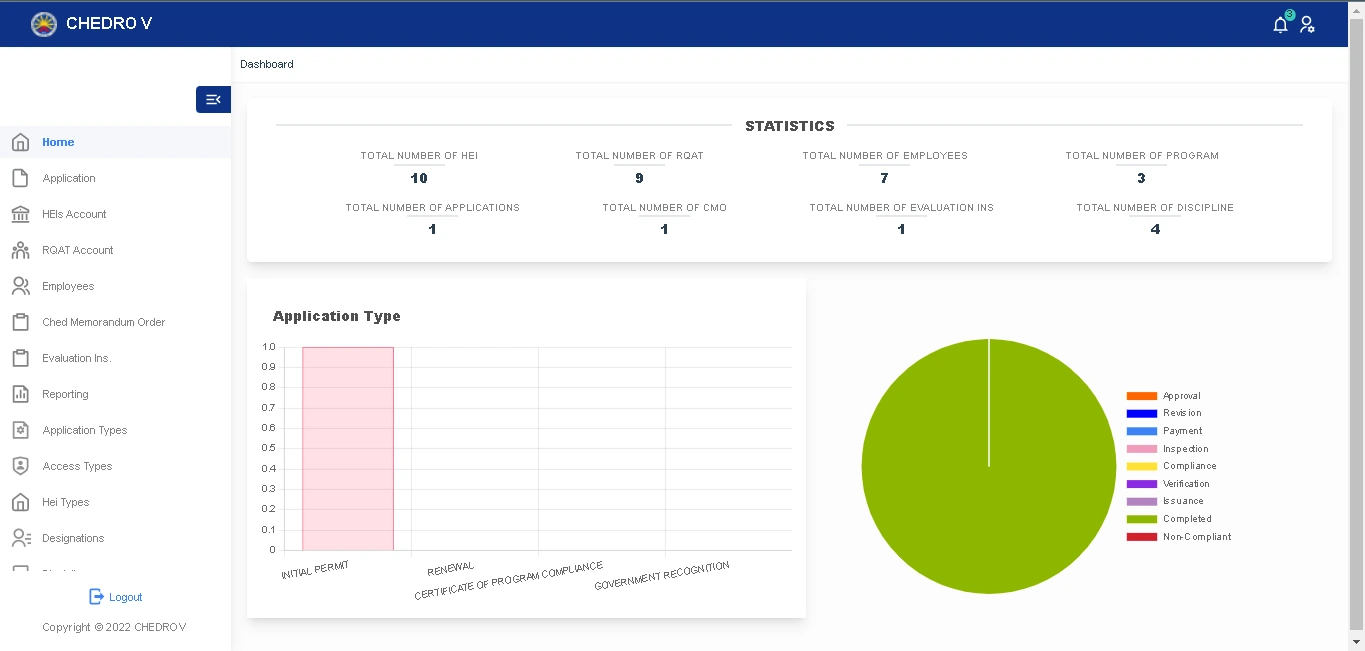 CHEDRO V
3
Dashboard
Home
Application
HEIs Account
RQAT Account
Employees
Ched Memorandum Order
Evaluation Ins.
Reporting
Application Types
Access Types
Hei Types
Designations
Logout
Copyright © 2022 CHEDROV
STATISTICS
TOTAL NUMBER OF HEI
10
TOTAL NUMBER OF RQAT
9
TOTAL NUMBER OF EMPLOYEES
7
TOTAL NUMBER OF PROGRAM
3
TOTAL NUMBER OF APPLICATIONS
1
TOTAL NUMBER OF CMO
1
TOTAL NUMBER OF EVALUATION INS
1
TOTAL NUMBER OF DISCIPLINE
4
Application Type
1.0
0.9
0.8
0.7
0.6
0.5
0.4
0.3
0.2
0.1
0
INITIAL PERMIT
RENEWAL
CERTIFICATE OF PROGRAM COMPLIANCE
GOVERNMENT RECOGNITION
Approval
Revision
Payment
Inspection
Compliance
Verification
Issuance
Completed
Non-Compliant